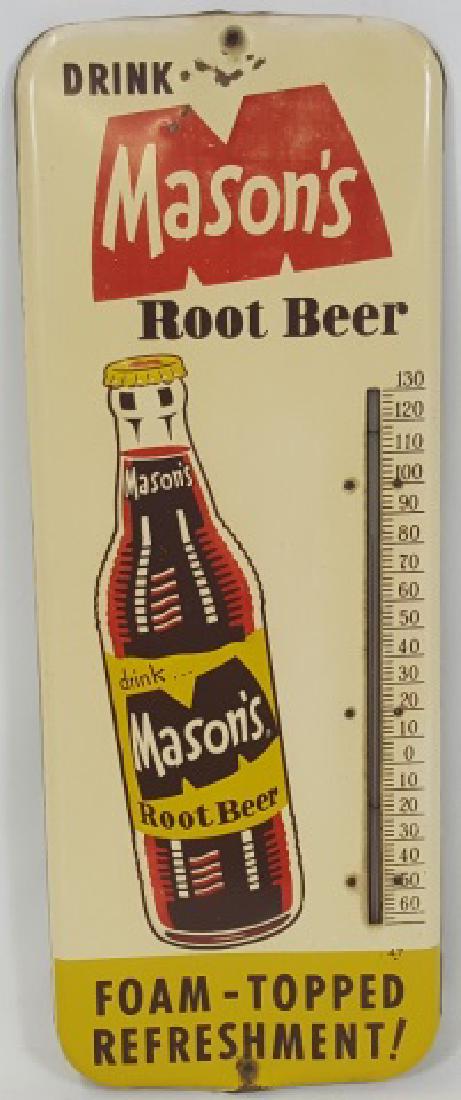 DRINK
Mason's
Root Beer
130
120
110
100
90
80
70
60
50
40
30
20
10
0
10
20
30
40
50
60
Mason's
drink...
Mason's
Root Beer
47
FOAM-TOPPED
REFRESHMENT!